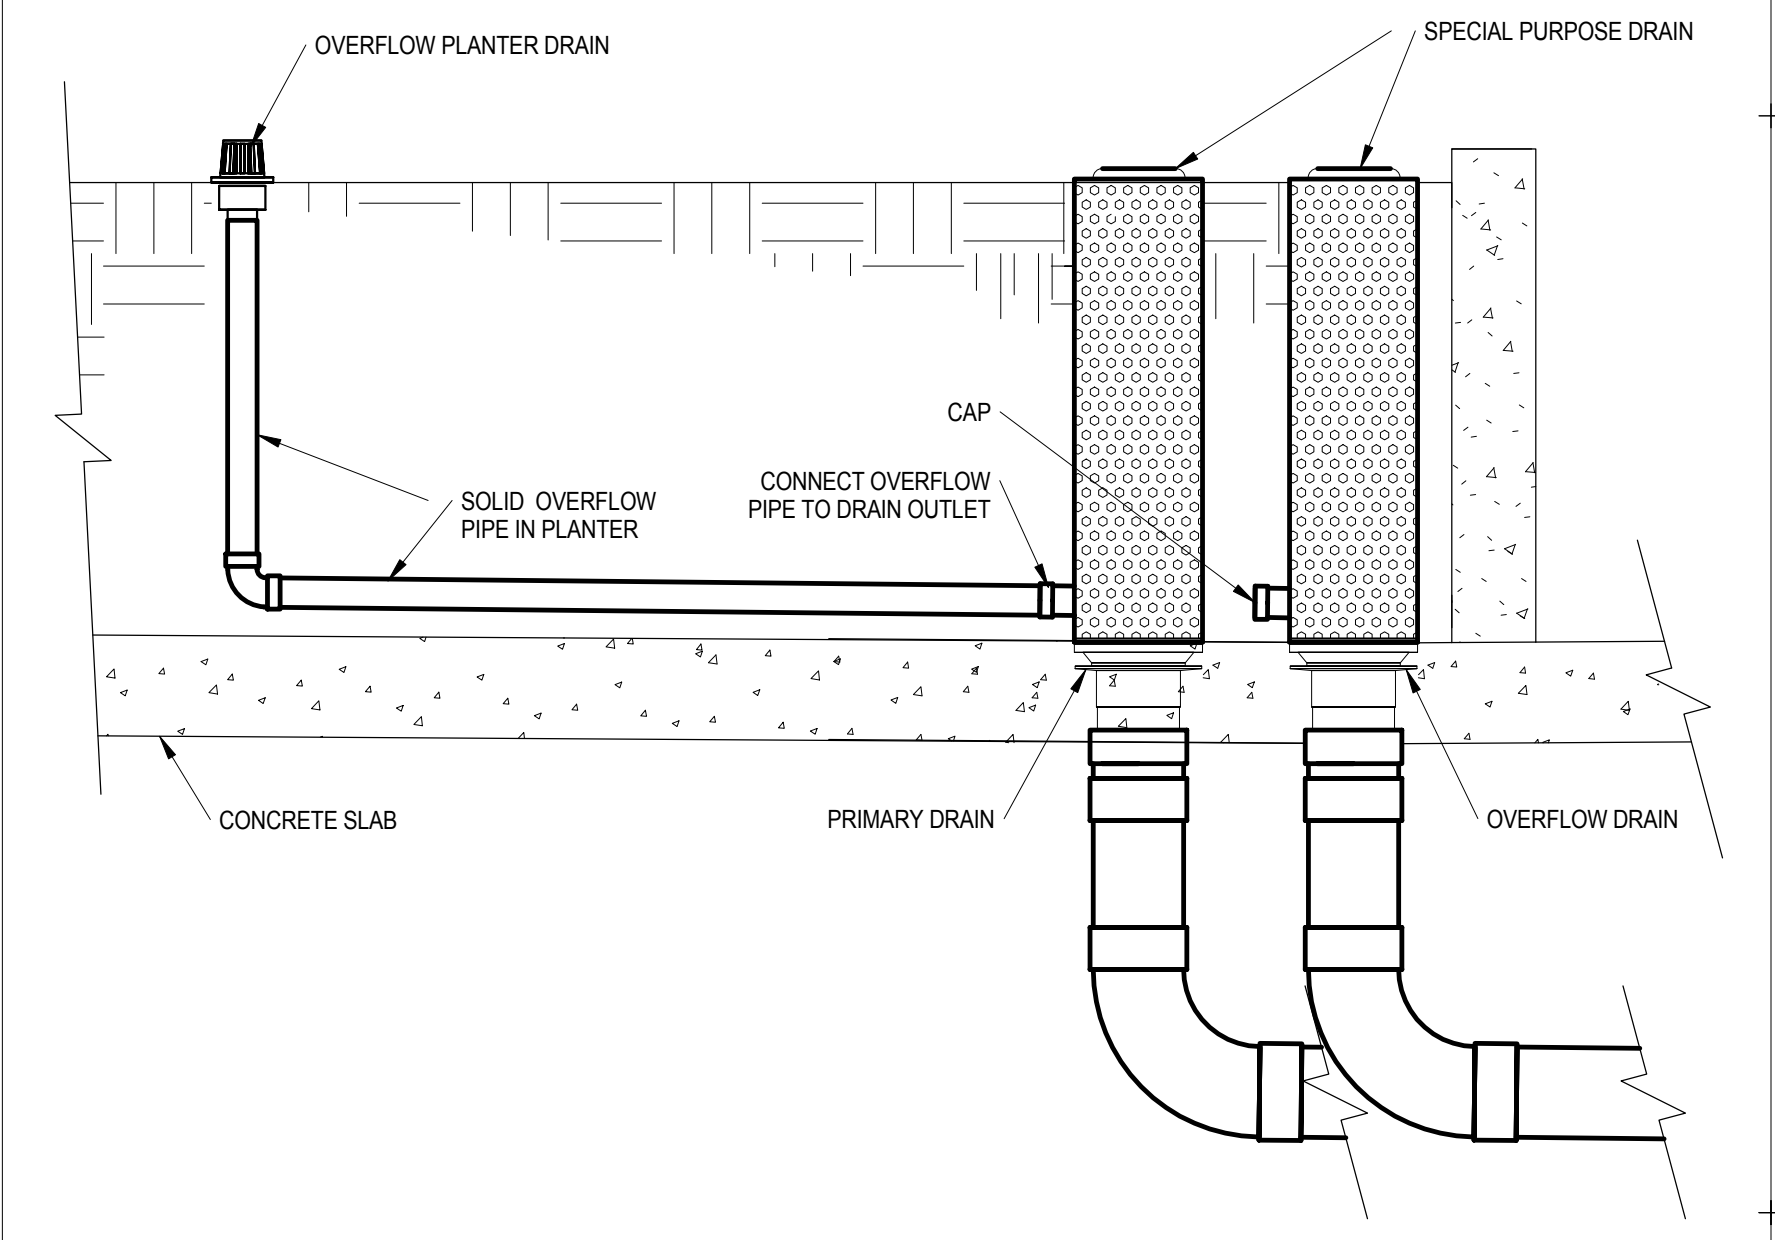 SPECIAL PURPOSE DRAIN
OVERFLOW PLANTER DRAIN
CAP
CONNECT OVERFLOW
PIPE TO DRAIN OUTLET
SOLID OVERFLOW
PIPE IN PLANTER
CONCRETE SLAB
PRIMARY DRAIN
OVERFLOW DRAIN